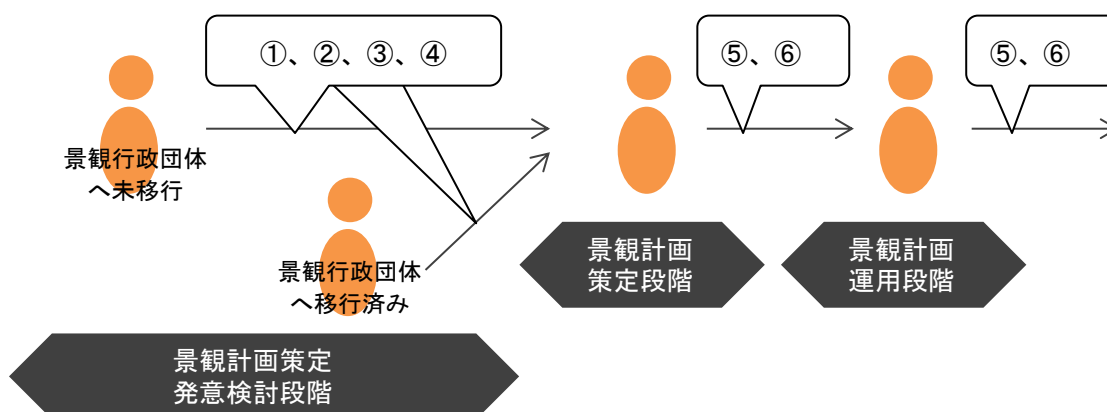 ①、②、③、④
⑤、⑥
⑤、⑥
景観行政団体
へ未移行
景観行政団体
へ移行済み
景観計画
策定段階
景観計画
運用段階
景観計画策定
発意検討段階